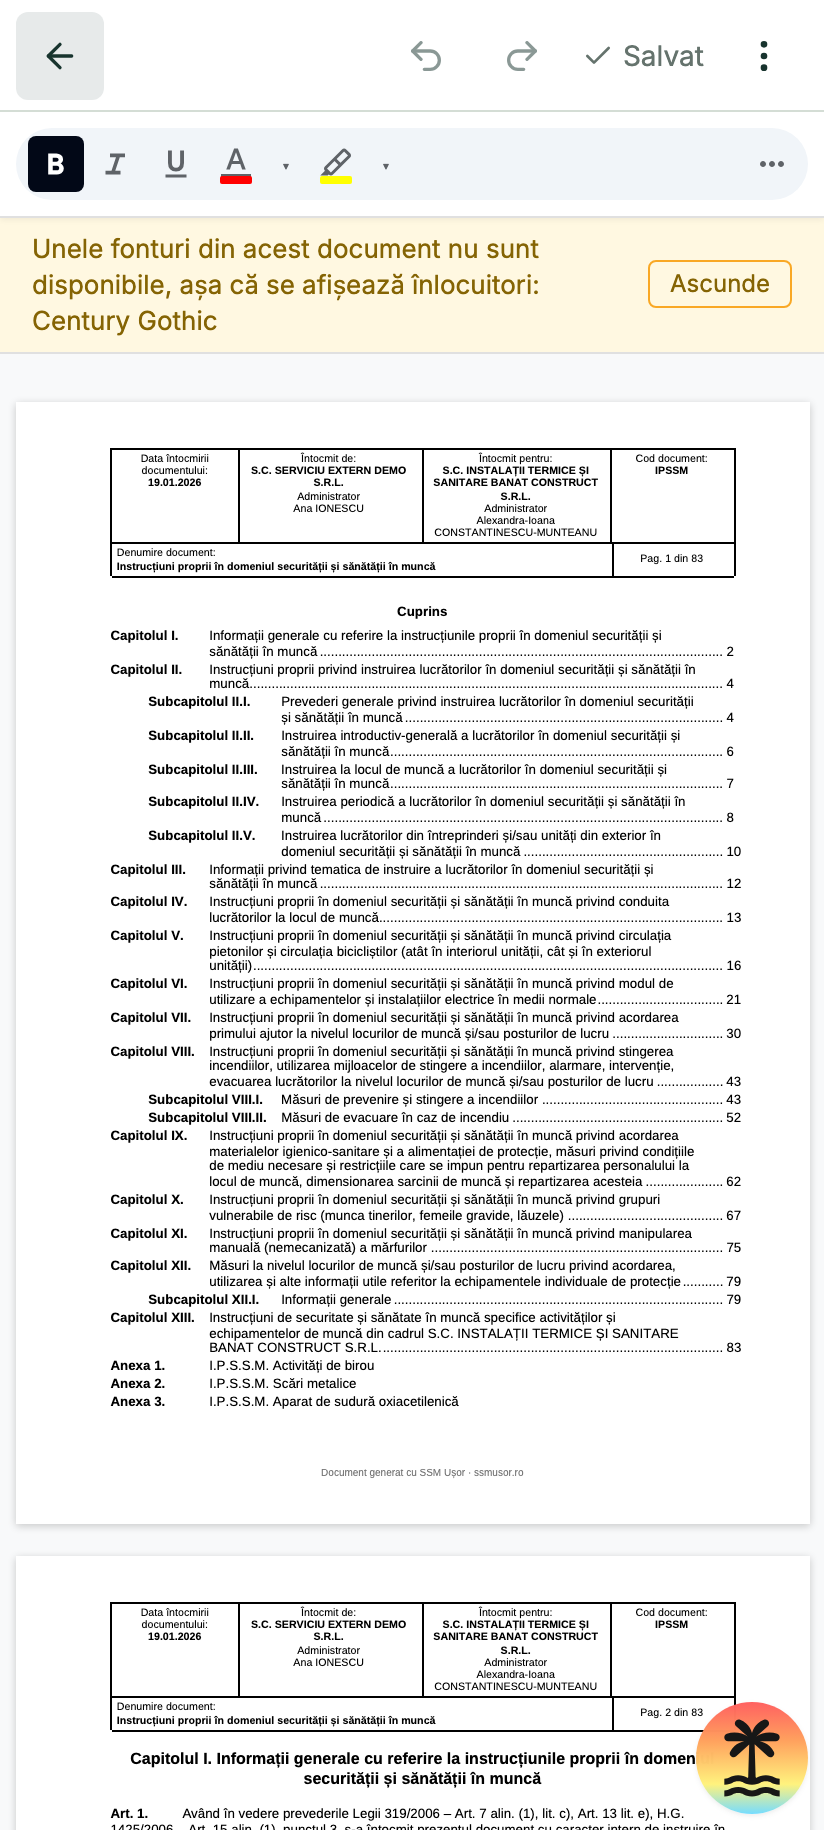 Salvat
B I U A
Unele fonturi din acest document nu sunt
disponibile, așa că se afișează înlocuitori:
Century Gothic
Ascunde
Data întocmirii
documentului:
19.01.2026
Întocmit de:
S.C. SERVICIU EXTERN DEMO
S.R.L.
Administrator
Ana IONESCU
Întocmit pentru:
S.C. INSTALAȚII TERMICE ȘI
SANITARE BANAT CONSTRUCT
S.R.L.
Administrator
Alexandra-Ioana
CONSTANTINESCU-MUNTEANU
Cod document:
IPSSM
Denumire document:
Instrucțiuni proprii în domeniul securității și sănătății în muncă
Pag. 1 din 83
Cuprins
Capitolul I. Informații generale cu referire la instrucțiunile proprii în domeniul securității și
sănătății în muncă 2
Capitolul II. Instrucțiuni proprii privind instruirea lucrătorilor în domeniul securității și sănătății în
muncă 4
Subcapitolul II.I. Prevederi generale privind instruirea lucrătorilor în domeniul securității
și sănătății în muncă 4
Subcapitolul II.II. Instruirea introductiv-generală a lucrătorilor în domeniul securității și
sănătății în muncă 6
Subcapitolul II.III. Instruirea la locul de muncă a lucrătorilor în domeniul securității și
sănătății în muncă 7
Subcapitolul II.IV. Instruirea periodică a lucrătorilor în domeniul securității și sănătății în
muncă 8
Subcapitolul II.V. Instruirea lucrătorilor din întreprinderi și/sau unități din exterior în
domeniul securității și sănătății în muncă 10
Capitolul III. Informații privind tematica de instruire a lucrătorilor în domeniul securității și
sănătății în muncă 12
Capitolul IV. Instrucțiuni proprii în domeniul securității și sănătății în muncă privind conduita
lucrătorilor la locul de muncă 13
Capitolul V. Instrucțiuni proprii în domeniul securității și sănătății în muncă privind circulația
pietonilor și circulația bicicliștilor (atât în interiorul unității, cât și în exteriorul
unității) 16
Capitolul VI. Instrucțiuni proprii în domeniul securității și sănătății în muncă privind modul de
utilizare a echipamentelor și instalațiilor electrice în medii normale 21
Capitolul VII. Instrucțiuni proprii în domeniul securității și sănătății în muncă privind acordarea
primului ajutor la nivelul locurilor de muncă și/sau posturilor de lucru 30
Capitolul VIII. Instrucțiuni proprii în domeniul securității și sănătății în muncă privind stingerea
incendiilor, utilizarea mijloacelor de stingere a incendiilor, alarmare, intervenție,
evacuarea lucrătorilor la nivelul locurilor de muncă și/sau posturilor de lucru 43
Subcapitolul VIII.I. Măsuri de prevenire și stingere a incendiilor 43
Subcapitolul VIII.II. Măsuri de evacuare în caz de incendiu 52
Capitolul IX. Instrucțiuni proprii în domeniul securității și sănătății în muncă privind acordarea
materialelor igienico-sanitare și a alimentației de protecție, măsuri privind condițiile
de mediu necesare și restricțiile care se impun pentru repartizarea personalului la
locul de muncă, dimensionarea sarcinii de muncă și repartizarea acesteia 62
Capitolul X. Instrucțiuni proprii în domeniul securității și sănătății în muncă privind grupuri
vulnerabile de risc (munca tinerilor, femeile gravide, lăuzele) 67
Capitolul XI. Instrucțiuni proprii în domeniul securității și sănătății în muncă privind manipularea
manuală (nemecanizată) a mărfurilor 75
Capitolul XII. Măsuri la nivelul locurilor de muncă și/sau posturilor de lucru privind acordarea,
utilizarea și alte informații utile referitor la echipamentele individuale de protecție 79
Subcapitolul XII.I. Informații generale 79
Capitolul XIII. Instrucțiuni de securitate și sănătate în muncă specifice activităților și
echipamentelor de muncă din cadrul S.C. INSTALAȚII TERMICE ȘI SANITARE
BANAT CONSTRUCT S.R.L. 83
Anexa 1. I.P.S.S.M. Activități de birou
Anexa 2. I.P.S.S.M. Scări metalice
Anexa 3. I.P.S.S.M. Aparat de sudură oxiacetilenică
Document generat cu SSM Ușor · ssmusor.ro
Data întocmirii
documentului:
19.01.2026
Întocmit de:
S.C. SERVICIU EXTERN DEMO
S.R.L.
Administrator
Ana IONESCU
Întocmit pentru:
S.C. INSTALAȚII TERMICE ȘI
SANITARE BANAT CONSTRUCT
S.R.L.
Administrator
Alexandra-Ioana
CONSTANTINESCU-MUNTEANU
Cod document:
IPSSM
Denumire document:
Instrucțiuni proprii în domeniul securității și sănătății în muncă
Pag. 2 din 83
Capitolul I. Informații generale cu referire la instrucțiunile proprii în domen
securității și sănătății în muncă
Art. 1. Având în vedere prevederile Legii 319/2006 – Art. 7 alin. (1), lit. c), Art. 13 lit. e), H.G.
1425/2006 – Art. 15 alin. (1), punctul 3, s-a întocmit prezentul document cu caracter intern de instruire în